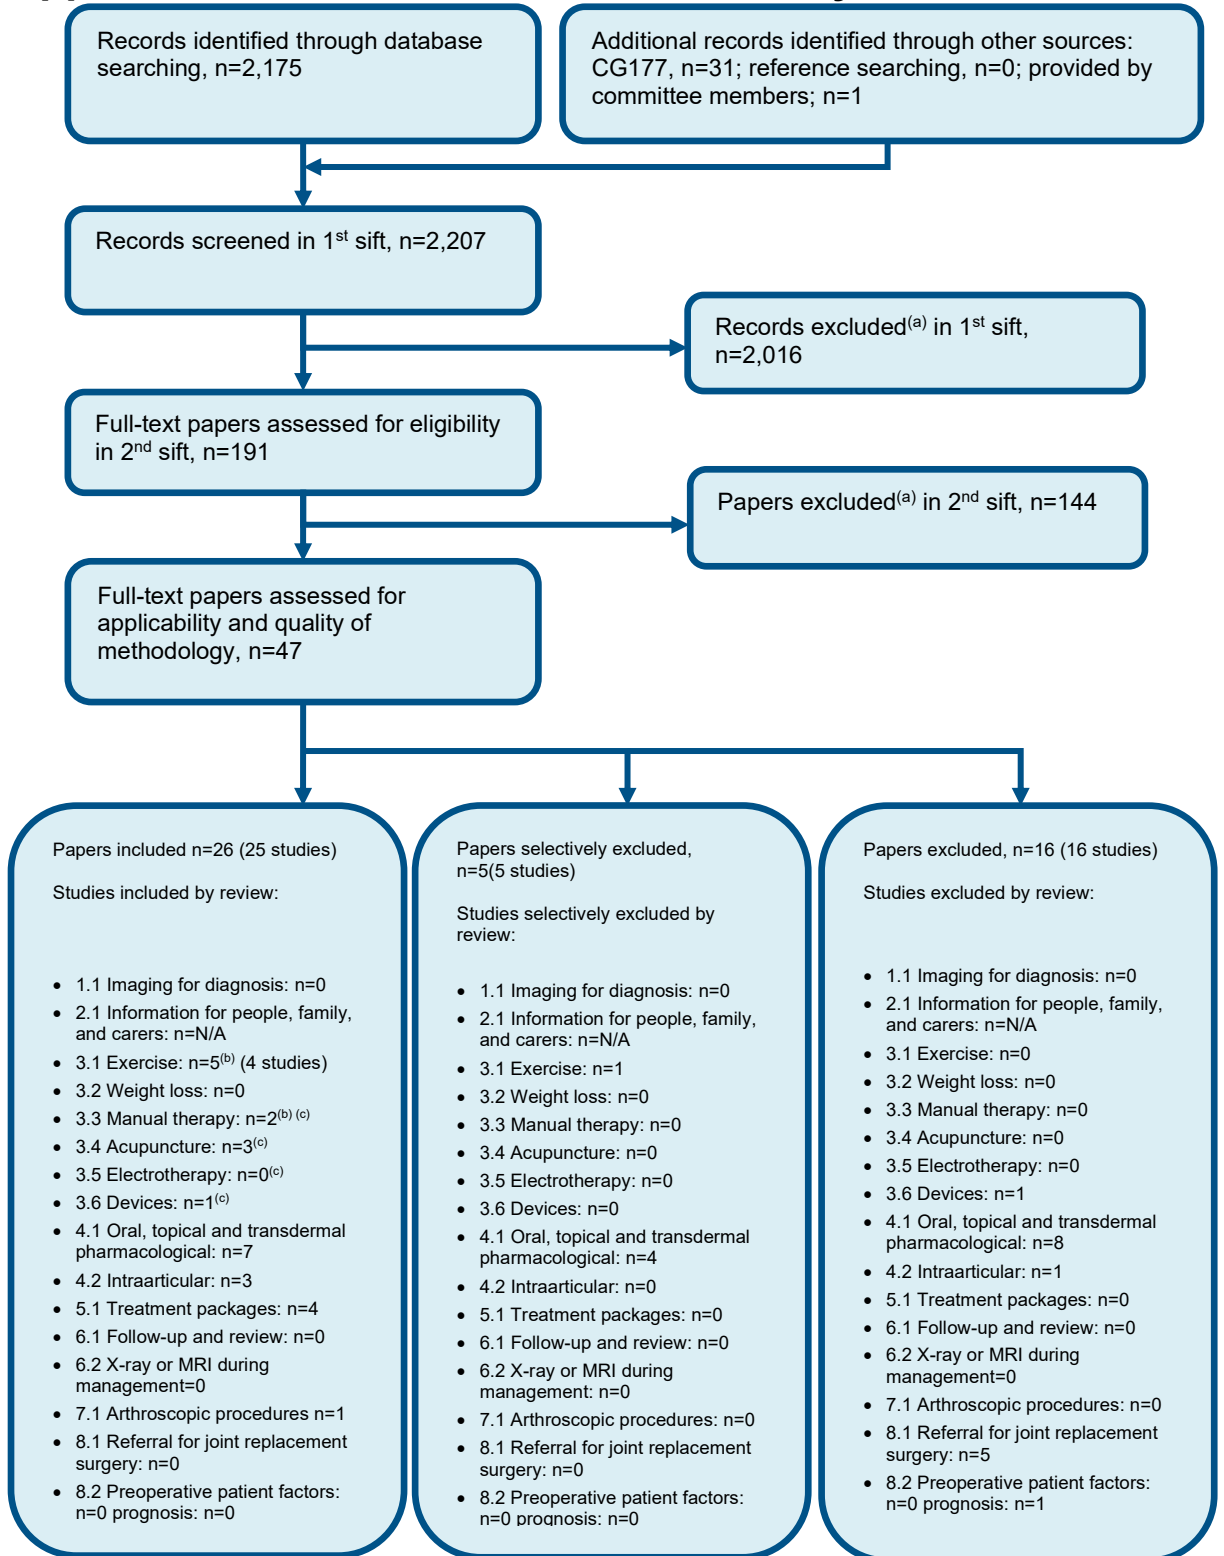 Records identified through database
searching, n=2,175
Additional records identified through other sources:
CG177, n=31; reference searching, n=0; provided by
committee members; n=1
Records screened in 1st sift, n=2,207
Records excluded(a) in 1st sift,
n=2,016
Full-text papers assessed for eligibility
in 2nd sift, n=191
Papers excluded(a) in 2nd sift, n=144
Full-text papers assessed for
applicability and quality of
methodology, n=47
Papers included n=26 (25 studies)
Studies included by review:
• 1.1 Imaging for diagnosis: n=0
• 2.1 Information for people, family,
and carers: n=N/A
• 3.1 Exercise: n=5(b) (4 studies)
• 3.2 Weight loss: n=0
• 3.3 Manual therapy: n=2(b) (c)
• 3.4 Acupuncture: n=3(c)
• 3.5 Electrotherapy: n=0(c)
• 3.6 Devices: n=1(c)
• 4.1 Oral, topical and transdermal
pharmacological: n=7
• 4.2 Intraarticular: n=3
• 5.1 Treatment packages: n=4
• 6.1 Follow-up and review: n=0
• 6.2 X-ray or MRI during
management=0
• 7.1 Arthroscopic procedures n=1
• 8.1 Referral for joint replacement
surgery: n=0
• 8.2 Preoperative patient factors:
n=0 prognosis: n=0
Papers selectively excluded,
n=5(5 studies)
Studies selectively excluded by
review:
• 1.1 Imaging for diagnosis: n=0
• 2.1 Information for people, family,
and carers: n=N/A
• 3.1 Exercise: n=1
• 3.2 Weight loss: n=0
• 3.3 Manual therapy: n=0
• 3.4 Acupuncture: n=0
• 3.5 Electrotherapy: n=0
• 3.6 Devices: n=0
• 4.1 Oral, topical and transdermal
pharmacological: n=4
• 4.2 Intraarticular: n=0
• 5.1 Treatment packages: n=0
• 6.1 Follow-up and review: n=0
• 6.2 X-ray or MRI during
management: n=0
• 7.1 Arthroscopic procedures: n=0
• 8.1 Referral for joint replacement
surgery: n=0
• 8.2 Preoperative patient factors:
n=0 prognosis: n=0
Papers excluded, n=16 (16 studies)
Studies excluded by review:
• 1.1 Imaging for diagnosis: n=0
• 2.1 Information for people, family,
and carers: n=N/A
• 3.1 Exercise: n=0
• 3.2 Weight loss: n=0
• 3.3 Manual therapy: n=0
• 3.4 Acupuncture: n=0
• 3.5 Electrotherapy: n=0
• 3.6 Devices: n=1
• 4.1 Oral, topical and transdermal
pharmacological: n=8
• 4.2 Intraarticular: n=1
• 5.1 Treatment packages: n=0
• 6.1 Follow-up and review: n=0
• 6.2 X-ray or MRI during
management=0
• 7.1 Arthroscopic procedures: n=0
• 8.1 Referral for joint replacement
surgery: n=5
• 8.2 Preoperative patient factors:
n=0 prognosis: n=1